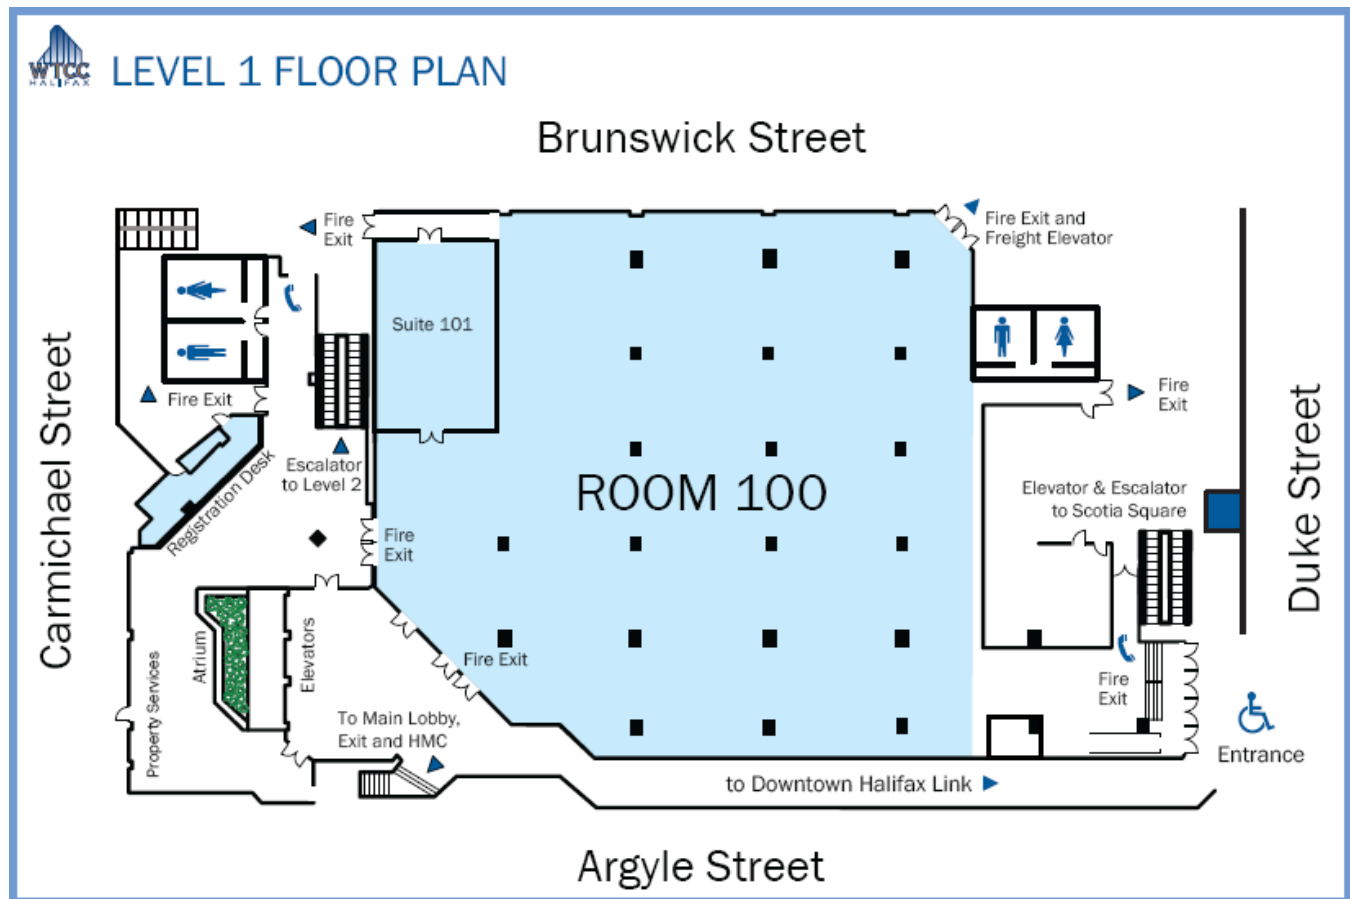 WTCC
HALIFAX
LEVEL 1 FLOOR PLAN
Brunswick Street
Fire
Exit
Fire Exit and
Freight Elevator
Suite 101
Carmichael Street
Fire Exit
Fire
Exit
Duke Street
Escalator
to Level 2
Registration Desk
ROOM 100
Elevator & Escalator
to Scotia Square
Fire
Exit
Atrium
Elevators
Property Services
Fire Exit
Fire
Exit
To Main Lobby,
Exit and HMC
Entrance
to Downtown Halifax Link
Argyle Street